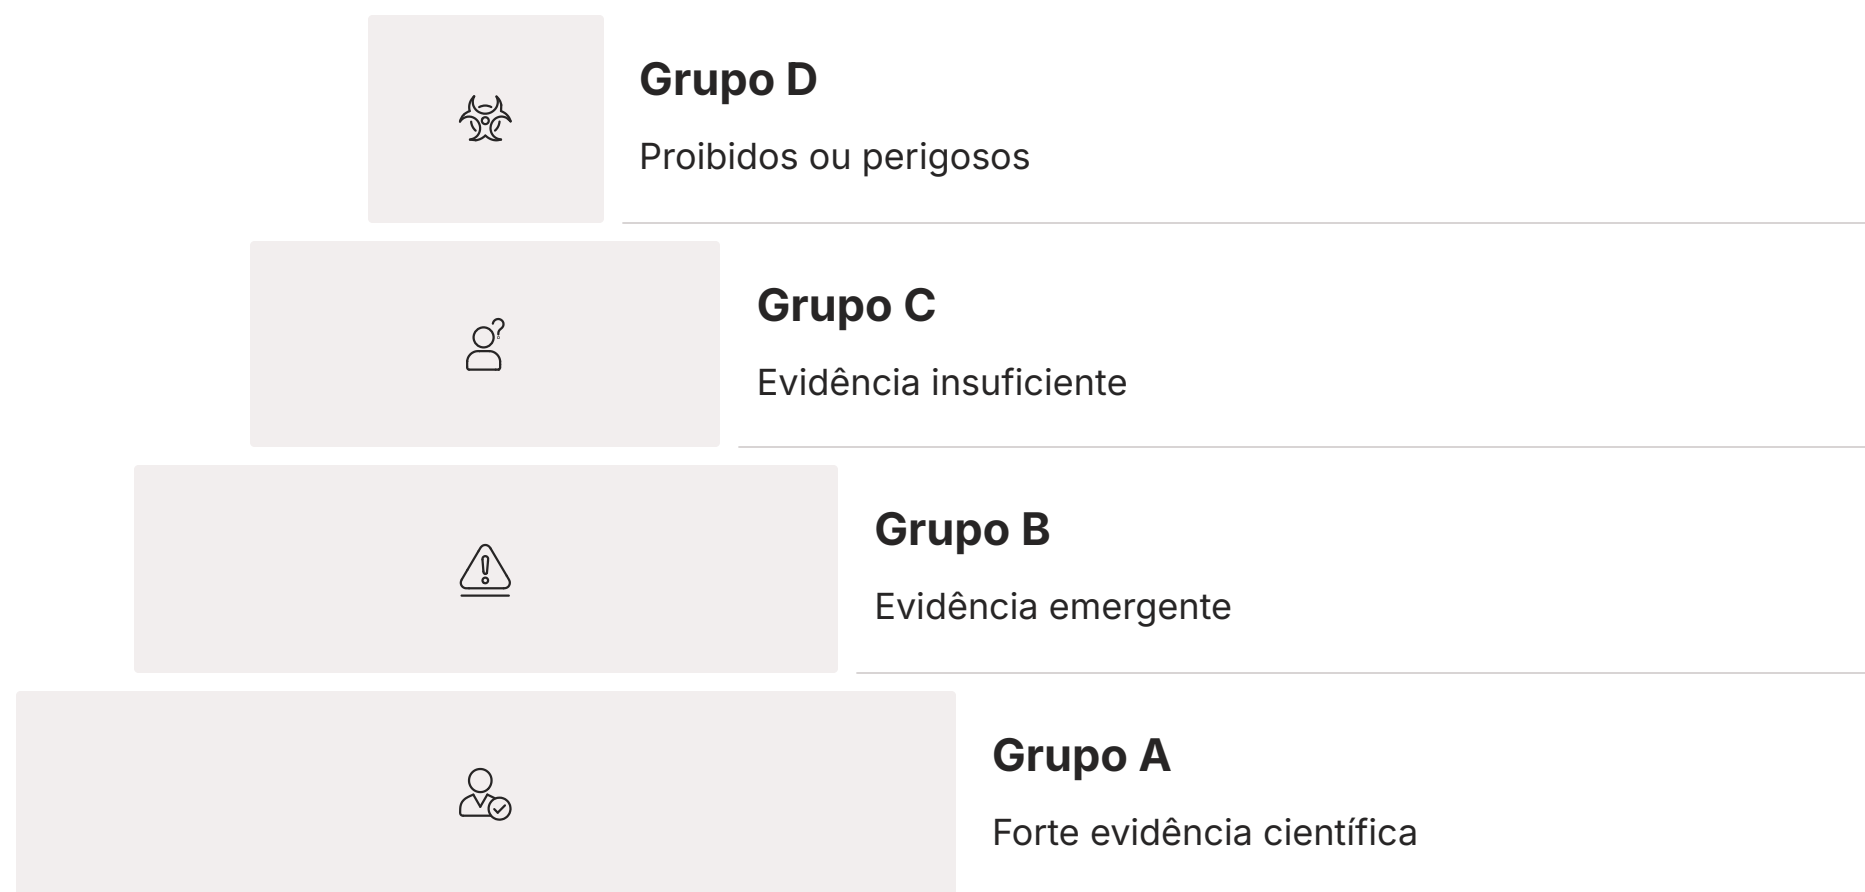 Grupo D
Proibidos ou perigosos
Grupo C
Evidência insuficiente
Grupo B
Evidência emergente
Grupo A
Forte evidência científica